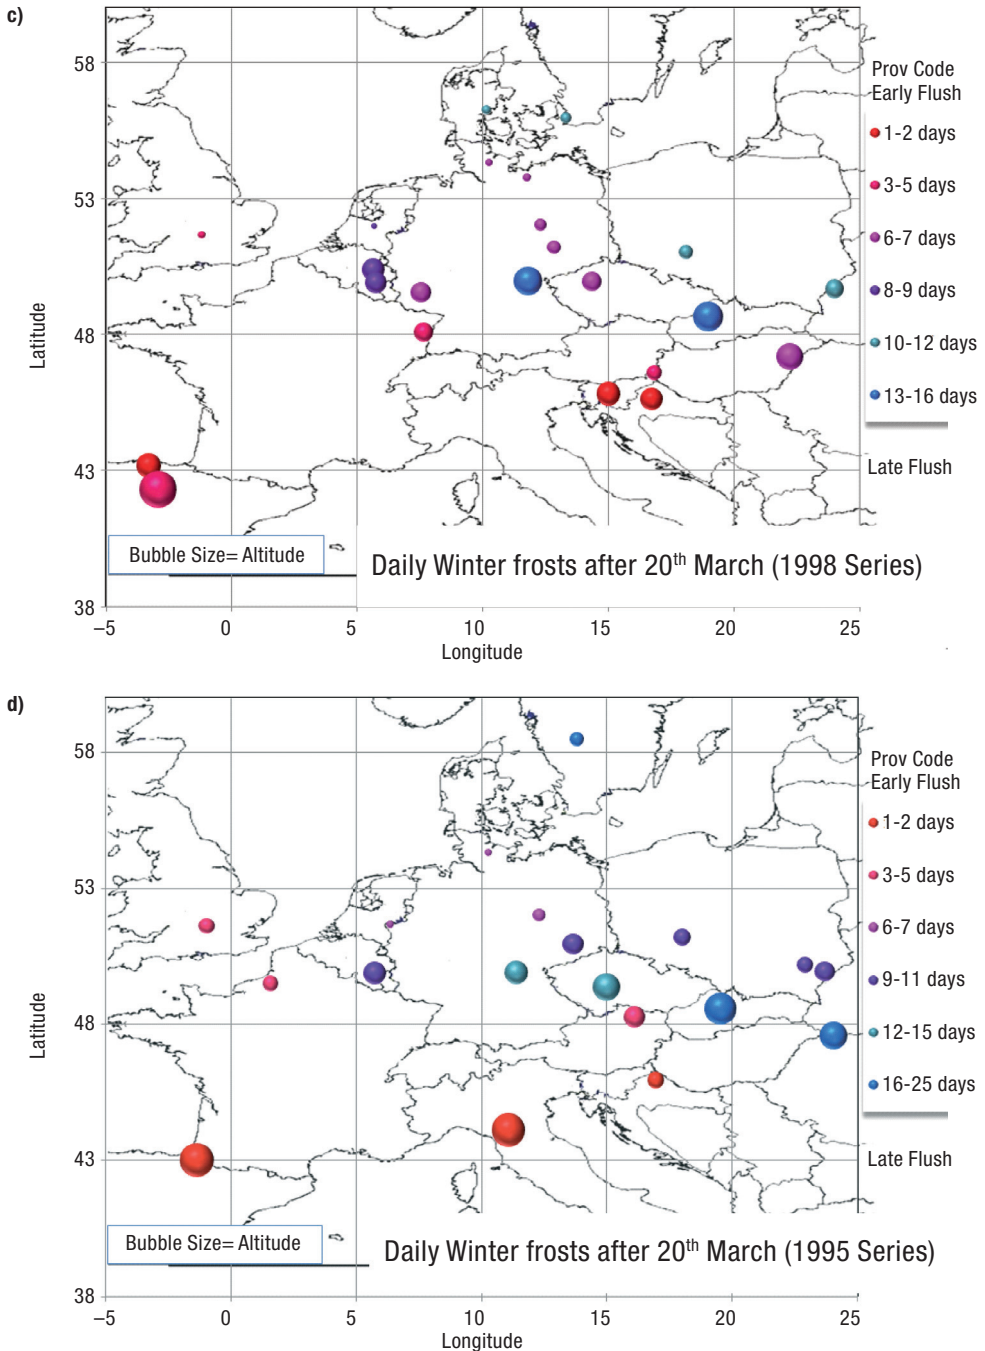 c)
58
53
48
43
38
Latitude
−5
0
5
10
15
20
25
Longitude
Bubble Size= Altitude
Daily Winter frosts after 20th March (1998 Series)
Prov Code
Early Flush
1-2 days
3-5 days
6-7 days
8-9 days
10-12 days
13-16 days
Late Flush
d)
58
53
48
43
38
Latitude
−5
0
5
10
15
20
25
Longitude
Bubble Size= Altitude
Daily Winter frosts after 20th March (1995 Series)
Prov Code
Early Flush
1-2 days
3-5 days
6-7 days
9-11 days
12-15 days
16-25 days
Late Flush